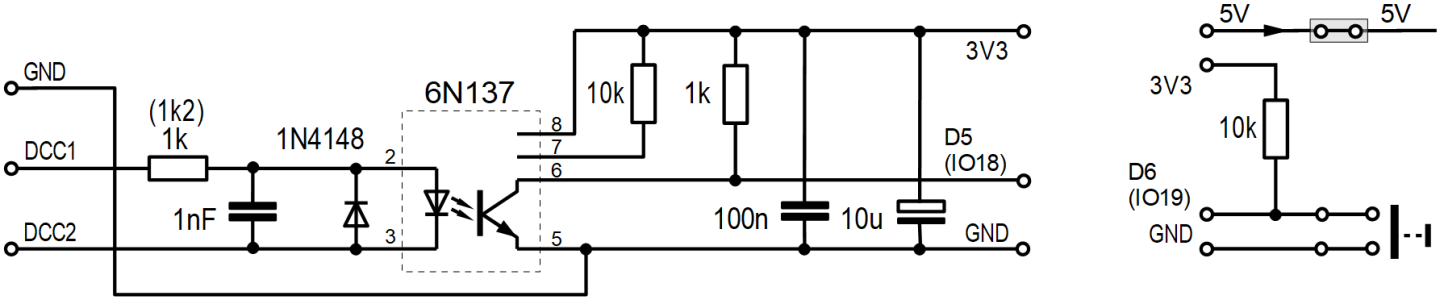 GND
DCC1
DCC2
(1k2)
1k
1nF
1N4148
6N137
2
3
8
7
6
5
10k
1k
100n
10u
3V3
D5
(IO18)
GND
5V
5V
3V3
10k
D6
(IO19)
GND